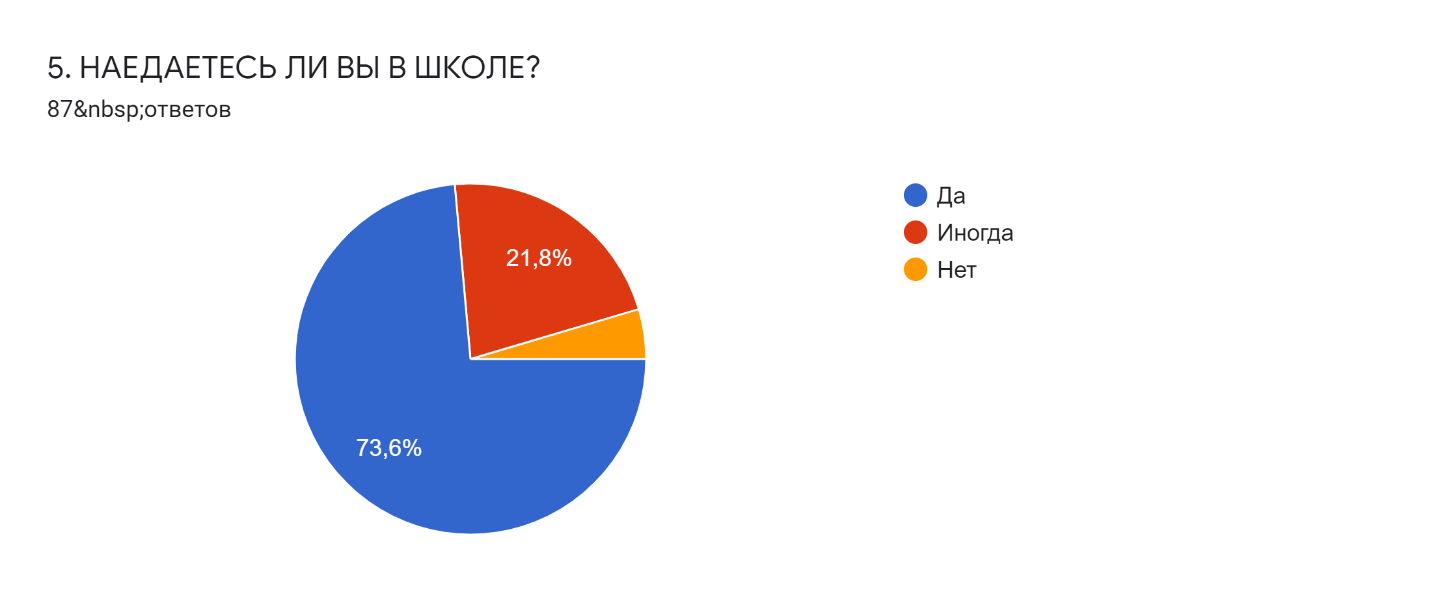 5. НАЕДАЕТЕСЬ ЛИ ВЫ В ШКОЛЕ?
87&nbsp;ответов
Да
Иногда
Нет
21,8%
73,6%